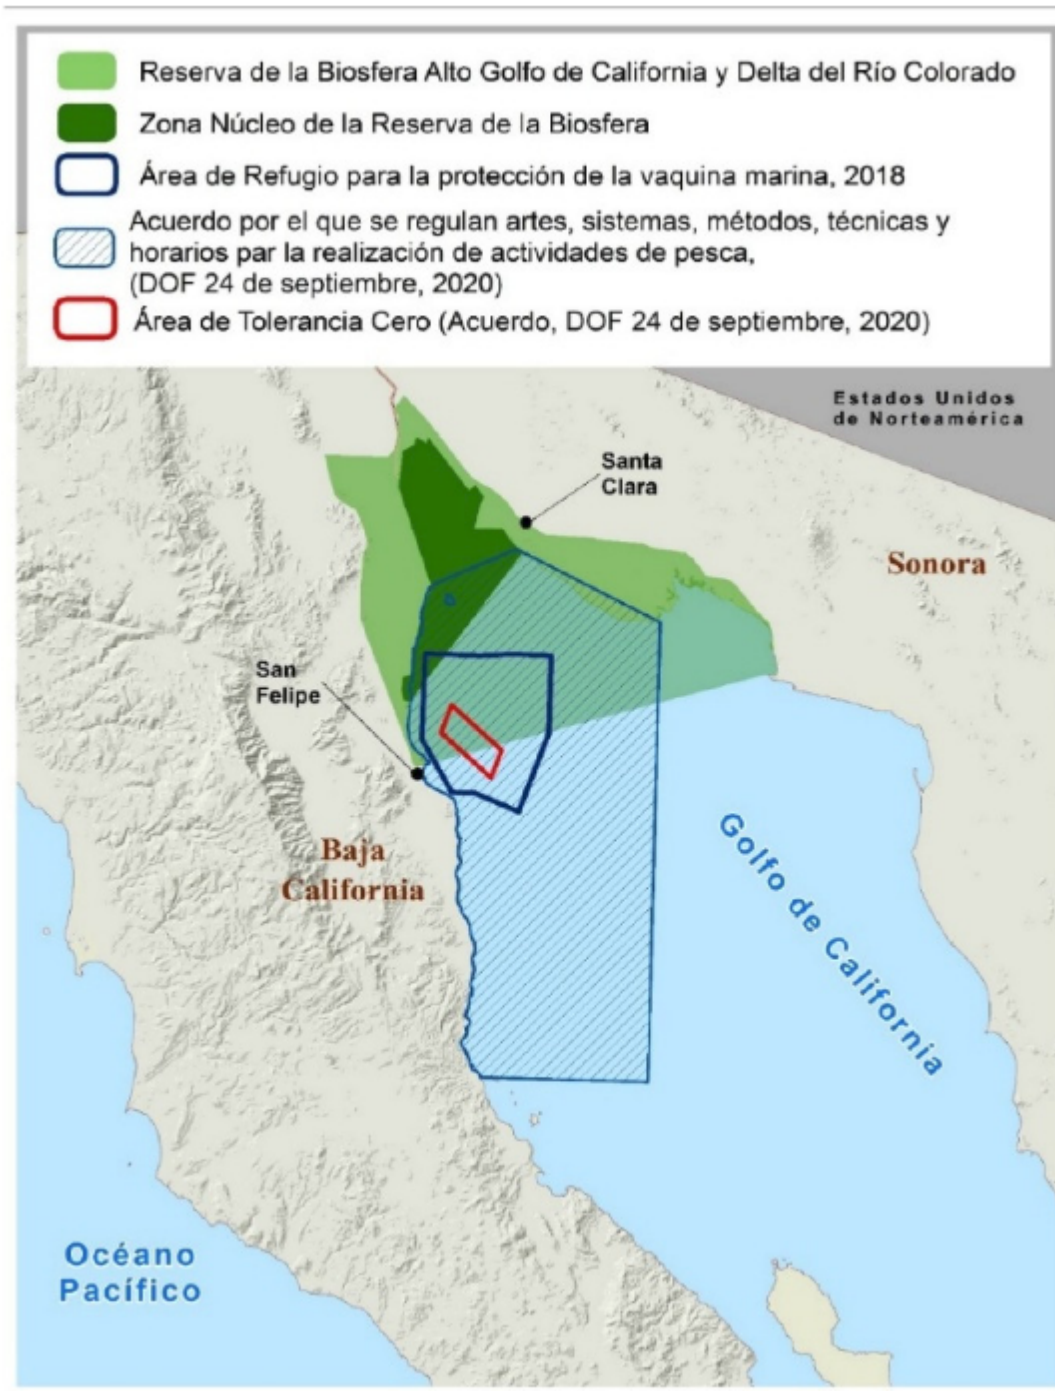 Reserva de la Biosfera Alto Golfo de California y Delta del Río Colorado
Zona Núcleo de la Reserva de la Biosfera
Área de Refugio para la protección de la vaquina marina, 2018
Acuerdo por el que se regulan artes, sistemas, métodos, técnicas y
horarios par la realización de actividades de pesca,
(DOF 24 de septiembre, 2020)
Área de Tolerancia Cero (Acuerdo, DOF 24 de septiembre, 2020)
Estados Unidos
de Norteamérica
Santa
Clara
Sonora
San
Felipe
Baja
California
Golfo de California
Océano
Pacífico